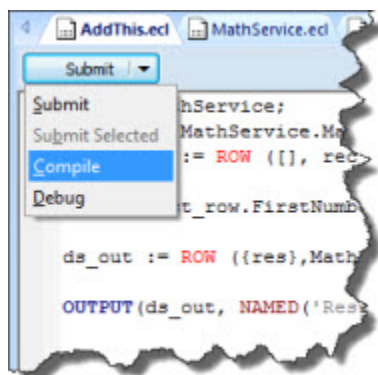 AddThis.ecl MathService.ecl
Submit
Submit
hService;
Submit Selected
MathService.Ma
Compile
:= ROW ([], rec
Debug
t_row.FirstNumb
ds_out := ROW ({res},Math
OUTPUT(ds_out, NAMED('Res